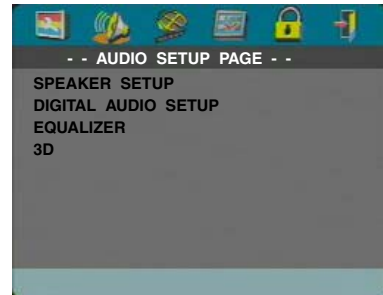 - - AUDIO SETUP PAGE - -
SPEAKER SETUP
DIGITAL AUDIO SETUP
EQUALIZER
3D